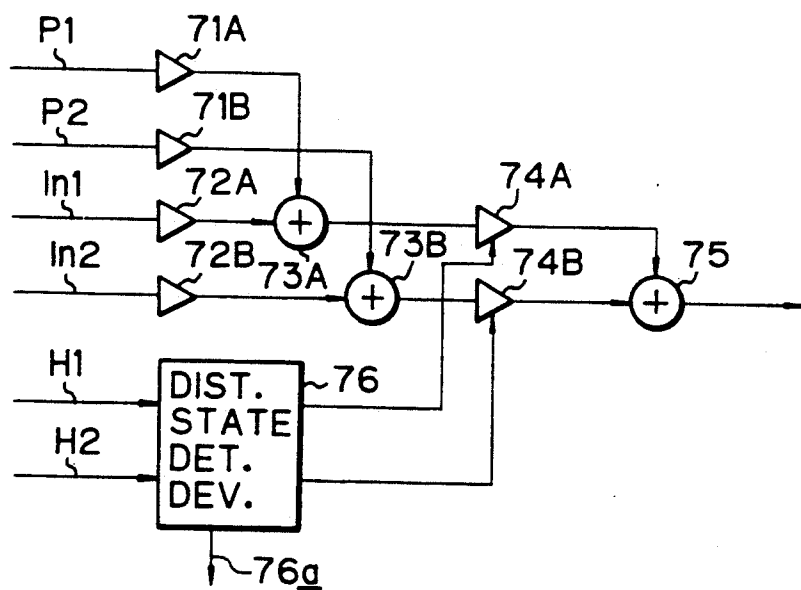 P1
71A
P2
71B
In1
72A
74A
In2
72B
73A
73B
74B
75
H1
76
DIST.
STATE
DET.
DEV.
H2
76a
+
+
+